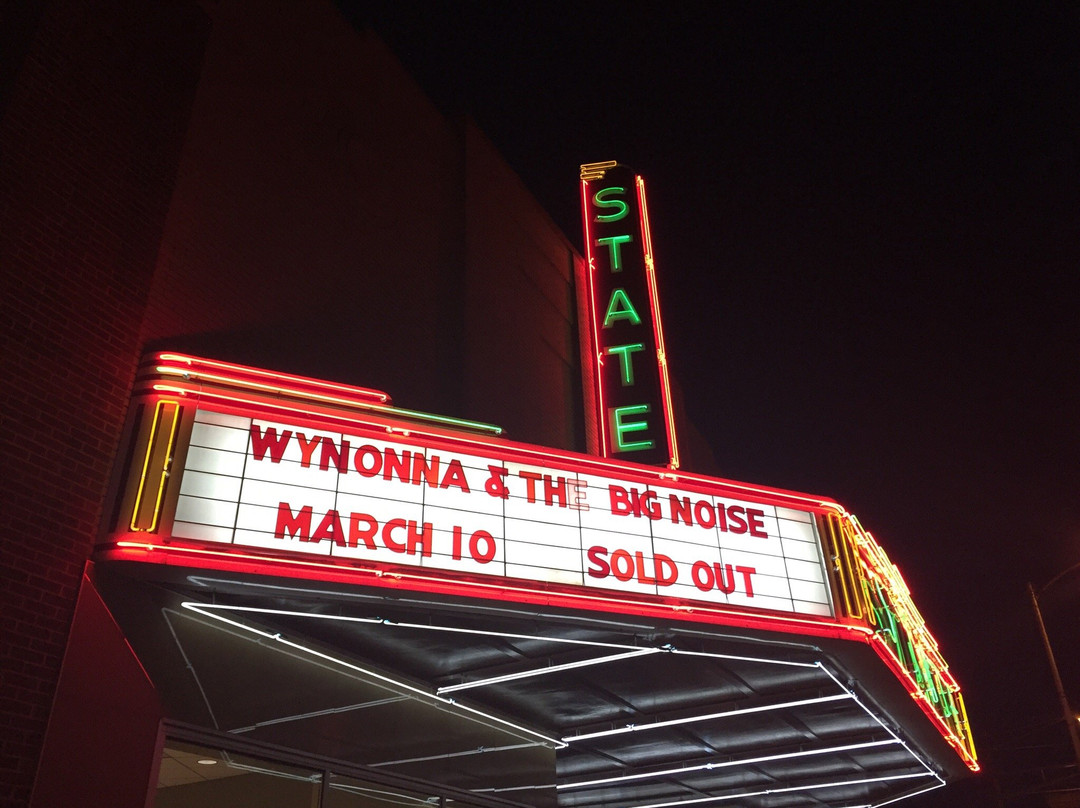 STATE
WYNONNA & THE BIG NOISE
MARCH 10 SOLD OUT